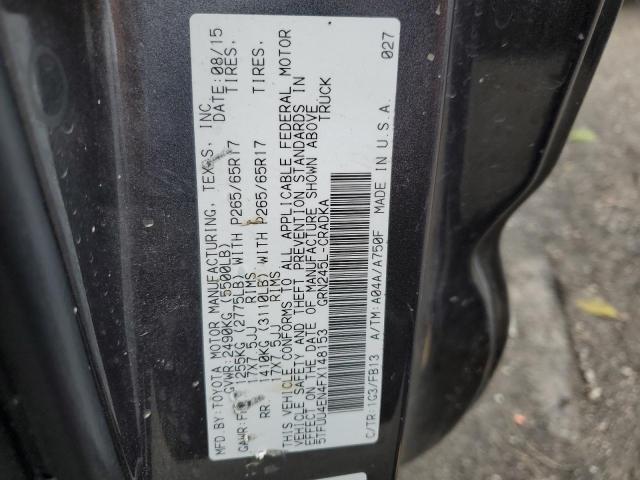 MFD.BY:TOYOTA MOTOR MANUFACTURING, TEXAS, INC.
GVWR:2490KG(5500LB) DATE: 08/15
GAWR:F 1255KG (2775LB) WITH P265/65R17 TIRES,
17X7.5JJ RIMS
RR 1410KG (3110LB) WITH P265/65R17 TIRES,
17X7.5JJ RIMS
THIS VEHICLE CONFORMS TO ALL APPLICABLE FEDERAL MOTOR
VEHICLE SAFETY AND THEFT PREVENTION STANDARDS IN
EFFECT ON THE DATE OF MANUFACTURE SHOWN ABOVE.
5TFUU4EN4FX148153 GRN245L-CRADKA TRUCK
C/TR:1G3/FB13 A/TM:A04A/A750F MADE IN U.S.A. 027